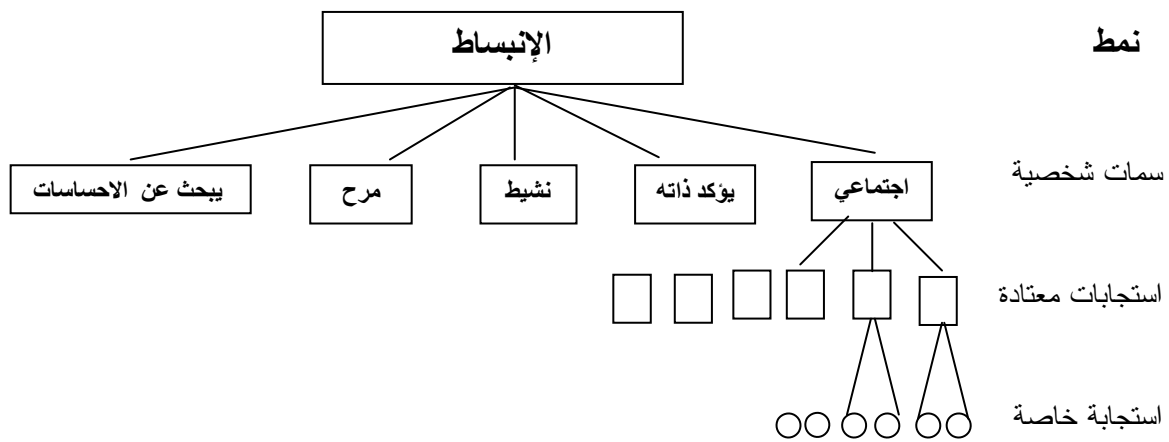 نمط
الإنبساط
سمات شخصية
اجتماعي
يؤكد ذاته
نشيط
مرح
يبحث عن الاحساسات
استجابات معتادة
استجابة خاصة